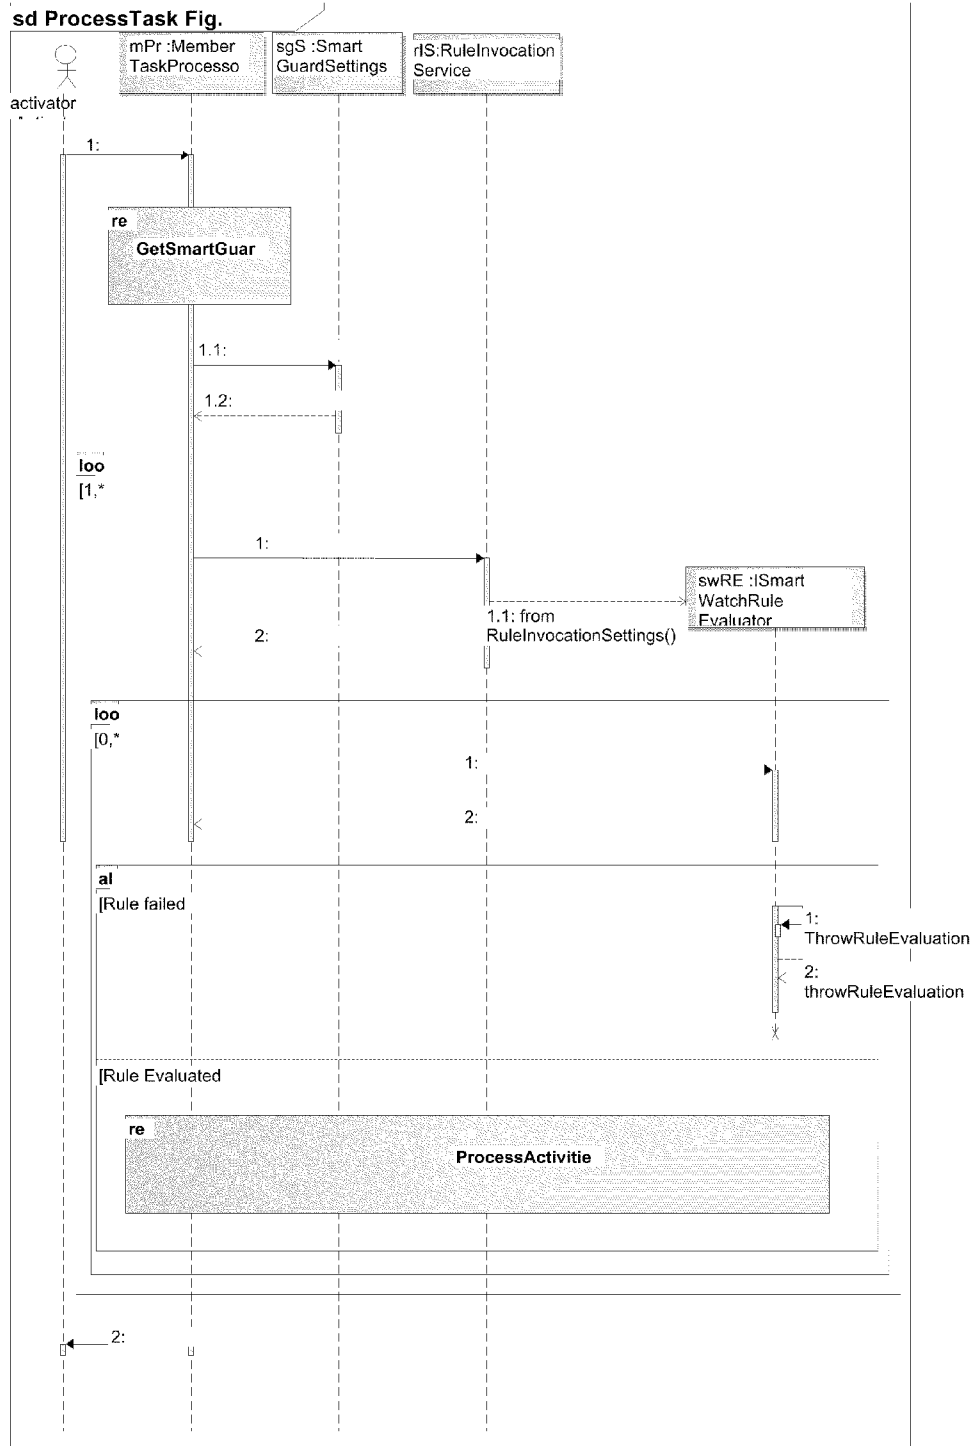 sd ProcessTask Fig.
mPr :Member
TaskProcesso
sgS :Smart
GuardSettings
rIS:RuleInvocation
Service
activator
1:
re
GetSmartGuar
1.1:
1.2:
loo
[1,*
1:
swRE :ISmart
WatchRule
Evaluator
1.1: from
RuleInvocationSettings()
2:
loo
[0,*
1:
2:
al
[Rule failed
1:
ThrowRuleEvaluation
2:
throwRuleEvaluation
[Rule Evaluated
re
ProcessActivitie
2: